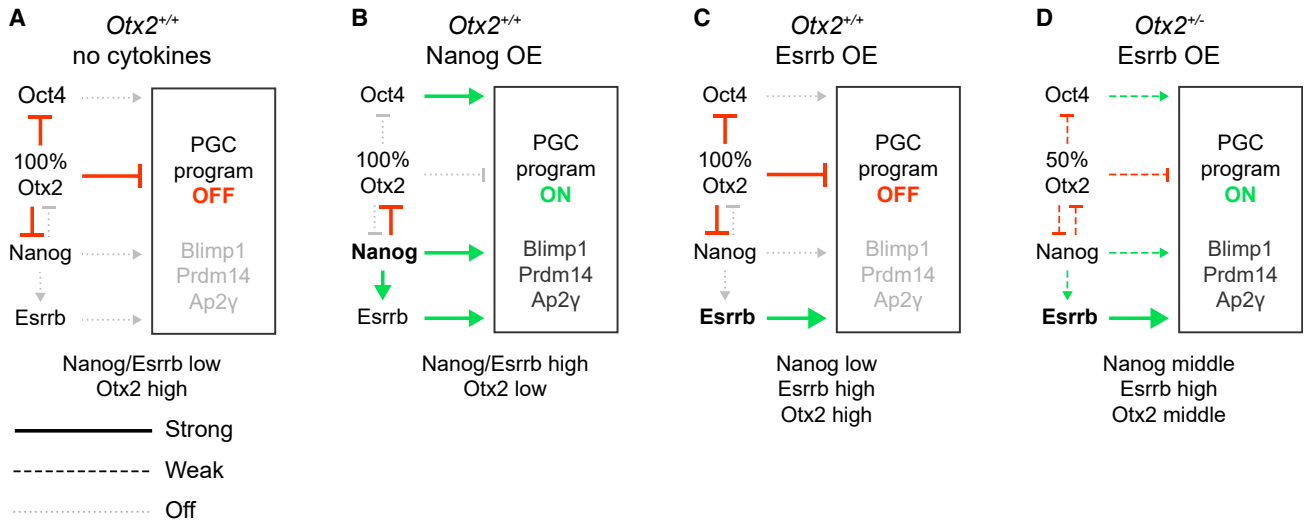 A
Otx2+/+
no cytokines
Oct4
100%
Otx2
Nanog
Esrrb
PGC
program
OFF
Blimp1
Prdm14
Ap2γ
Nanog/Esrrb low
Otx2 high
B
Otx2+/+
Nanog OE
Oct4
100%
Otx2
Nanog
Esrrb
PGC
program
ON
Blimp1
Prdm14
Ap2γ
Nanog/Esrrb high
Otx2 low
C
Otx2+/+
Esrrb OE
Oct4
100%
Otx2
Nanog
Esrrb
PGC
program
OFF
Blimp1
Prdm14
Ap2γ
Nanog low
Esrrb high
Otx2 high
D
Otx2+/-
Esrrb OE
Oct4
50%
Otx2
Nanog
Esrrb
PGC
program
ON
Blimp1
Prdm14
Ap2γ
Nanog middle
Esrrb high
Otx2 middle
Strong
Weak
Off